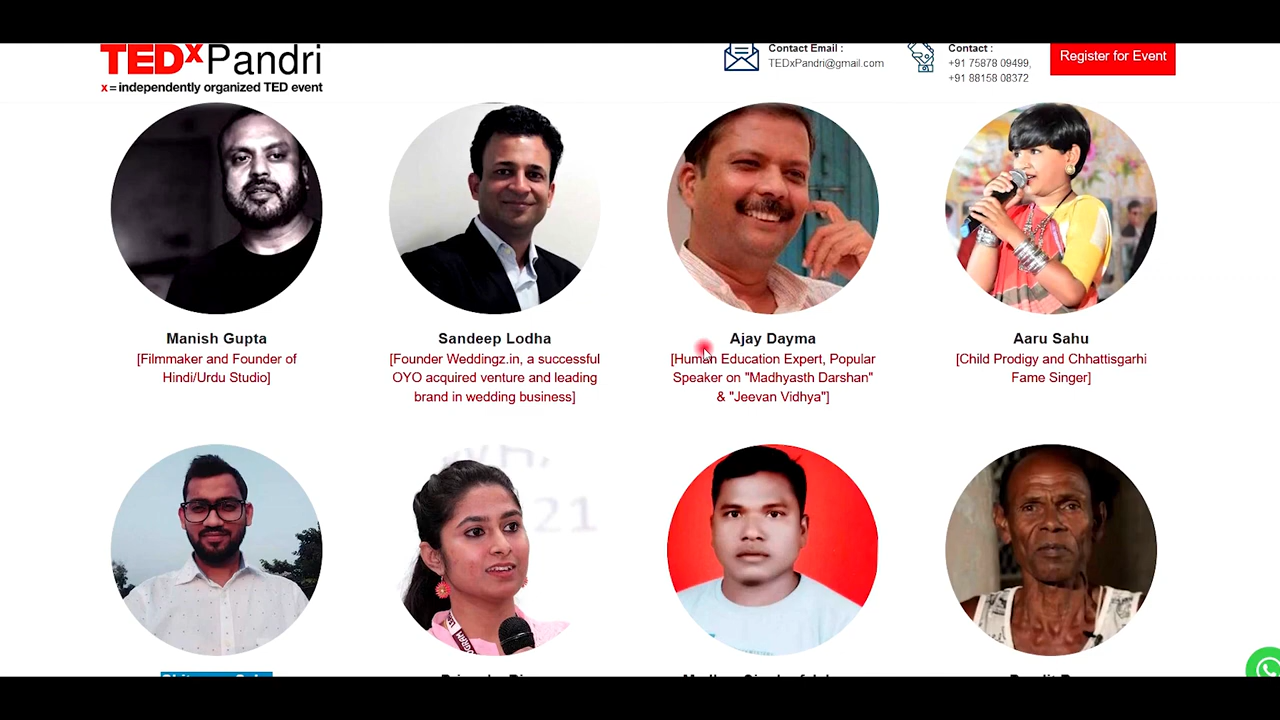 TEDxPandri
x = independently organized TED event
Contact Email :
TEDxPandri@gmail.com
Contact :
+91 75878 09499,
+91 88158 08372
Register for Event
Manish Gupta
[Filmmaker and Founder of
Hindi/Urdu Studio]
Sandeep Lodha
[Founder Weddingz.in, a successful
OYO acquired venture and leading
brand in wedding business]
Ajay Dayma
[Human Education Expert, Popular
Speaker on "Madhyasth Darshan"
& "Jeevan Vidhya"]
Aaru Sahu
[Child Prodigy and Chhattisgarhi
Fame Singer]
21